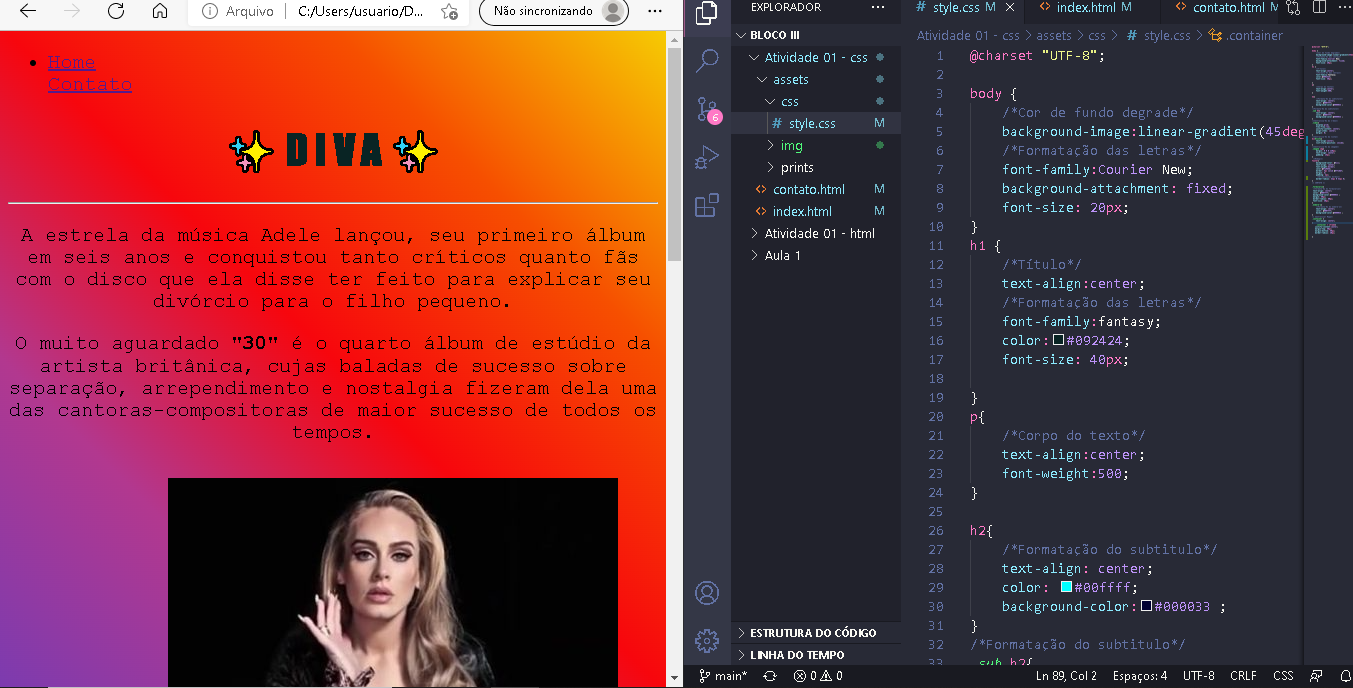 Arquivo
C:/Users/usuario/D...
Não sincronizando
Home
Contato
DIVA
A estrela da música Adele lançou, seu primeiro álbum
em seis anos e conquistou tanto críticos quanto fãs
com o disco que ela disse ter feito para explicar seu
divórcio para o filho pequeno.
O muito aguardado "30" é o quarto álbum de estúdio da
artista britânica, cujas baladas de sucesso sobre
separação, arrependimento e nostalgia fizeram dela uma
das cantoras-compositoras de maior sucesso de todos os
tempos.
6
EXPLORADOR
BLOCO III
Atividade 01 - css
assets
css
# style.css M
img
prints
<> contato.html M
<> index.html M
Atividade 01 - html
Aula 1
ESTRUTURA DO CÓDIGO
LINHA DO TEMPO
# style.css M
<> index.html M
<> contato.html M
Atividade 01 - css > assets > css > # style.css > .container
1 @charset "UTF-8";
2
3 body {
4 /*Cor de fundo degrade*/
5 background-image:linear-gradient(45deg
6 /*Formatação das letras*/
7 font-family:Courier New;
8 background-attachment: fixed;
9 font-size: 20px;
10 }
11 h1 {
12 /*Título*/
13 text-align:center;
14 /*Formatação das letras*/
15 font-family:fantasy;
16 color:#092424;
17 font-size: 40px;
18
19 }
20 p{
21 /*Corpo do texto*/
22 text-align:center;
23 font-weight:500;
24 }
25
26 h2{
27 /*Formatação do subtitulo*/
28 text-align: center;
29 color: #00ffff;
30 background-color:#000033 ;
31 }
32 /*Formatação do subtitulo*/
33 .sub h2{
main*
0 0
Ln 89, Col 2
Espaços: 4
UTF-8
CRLF
CSS